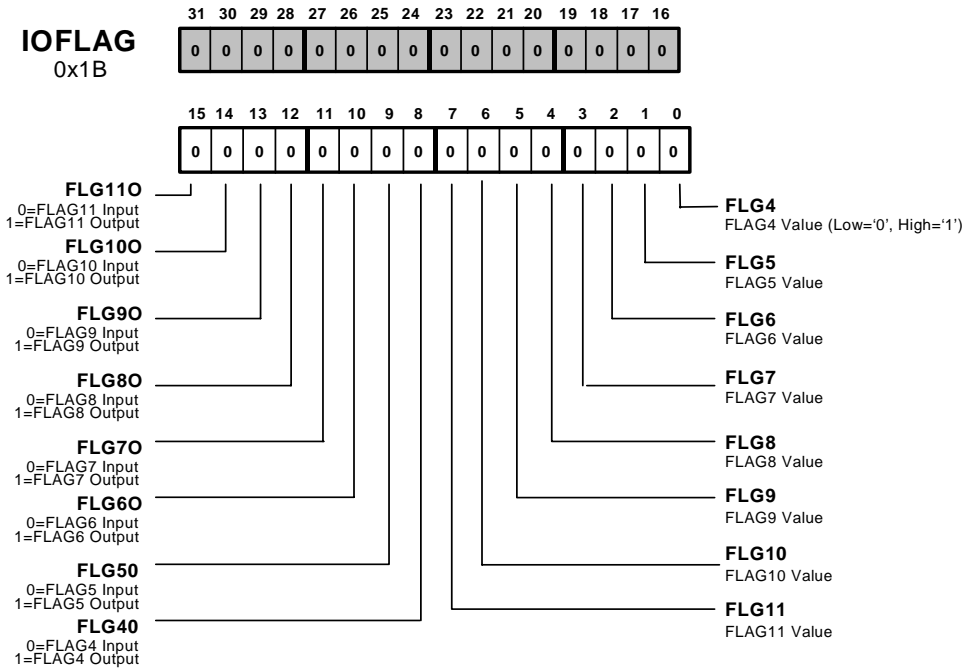 31 30 29 28 27 26 25 24 23 22 21 20 19 18 17 16
IOFLAG
0x1B
0 0 0 0 0 0 0 0 0 0 0 0 0 0 0 0
15 14 13 12 11 10 9 8 7 6 5 4 3 2 1 0
0 0 0 0 0 0 0 0 0 0 0 0 0 0 0 0
FLG11O
0=FLAG11 Input
1=FLAG11 Output
FLG10O
0=FLAG10 Input
1=FLAG10 Output
FLG9O
0=FLAG9 Input
1=FLAG9 Output
FLG8O
0=FLAG8 Input
1=FLAG8 Output
FLG7O
0=FLAG7 Input
1=FLAG7 Output
FLG6O
0=FLAG6 Input
1=FLAG6 Output
FLG50
0=FLAG5 Input
1=FLAG5 Output
FLG40
0=FLAG4 Input
1=FLAG4 Output
FLG4
FLAG4 Value (Low=‘0’, High=‘1’)
FLG5
FLAG5 Value
FLG6
FLAG6 Value
FLG7
FLAG7 Value
FLG8
FLAG8 Value
FLG9
FLAG9 Value
FLG10
FLAG10 Value
FLG11
FLAG11 Value